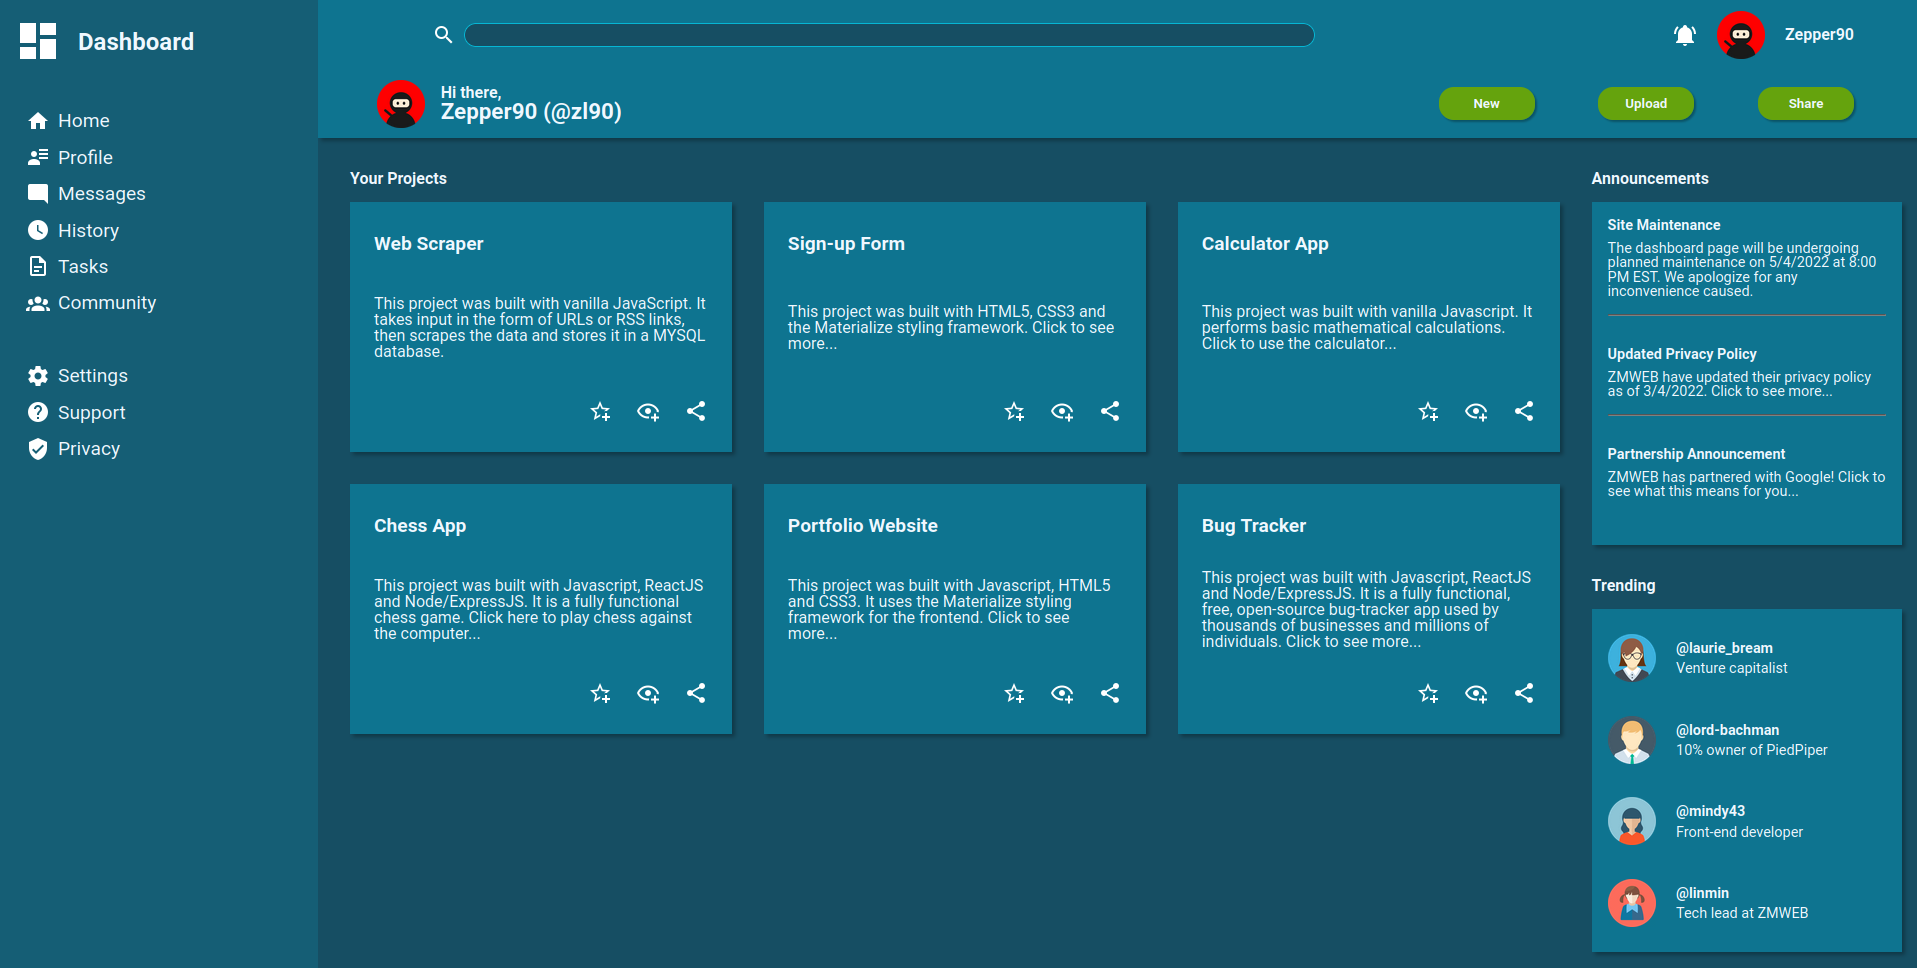 Dashboard
Home
Profile
Messages
History
Tasks
Community
Settings
Support
Privacy
Zepper90
Hi there,
Zepper90 (@zl90)
New
Upload
Share
Your Projects
Web Scraper
This project was built with vanilla JavaScript. It
takes input in the form of URLs or RSS links,
then scrapes the data and stores it in a MYSQL
database.
Sign-up Form
This project was built with HTML5, CSS3 and
the Materialize styling framework. Click to see
more...
Calculator App
This project was built with vanilla Javascript. It
performs basic mathematical calculations.
Click to use the calculator...
Chess App
This project was built with Javascript, ReactJS
and Node/ExpressJS. It is a fully functional
chess game. Click here to play chess against
the computer...
Portfolio Website
This project was built with Javascript, HTML5
and CSS3. It uses the Materialize styling
framework for the frontend. Click to see
more...
Bug Tracker
This project was built with Javascript, ReactJS
and Node/ExpressJS. It is a fully functional,
free, open-source bug-tracker app used by
thousands of businesses and millions of
individuals. Click to see more...
Announcements
Site Maintenance
The dashboard page will be undergoing
planned maintenance on 5/4/2022 at 8:00
PM EST. We apologize for any
inconvenience caused.
Updated Privacy Policy
ZMWEB have updated their privacy policy
as of 3/4/2022. Click to see more...
Partnership Announcement
ZMWEB has partnered with Google! Click to
see what this means for you...
Trending
@laurie_bream
Venture capitalist
@lord-bachman
10% owner of PiedPiper
@mindy43
Front-end developer
@linmin
Tech lead at ZMWEB